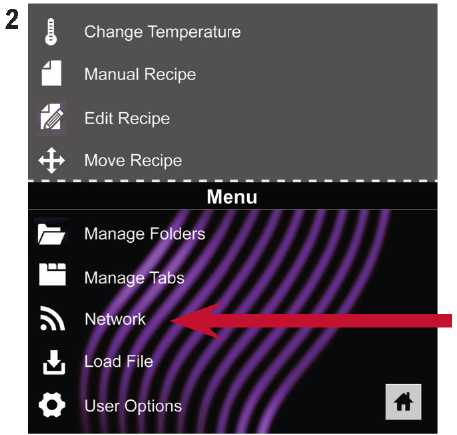 2
Change Temperature
Manual Recipe
Edit Recipe
Move Recipe
Menu
Manage Folders
Manage Tabs
Network
Load File
User Options